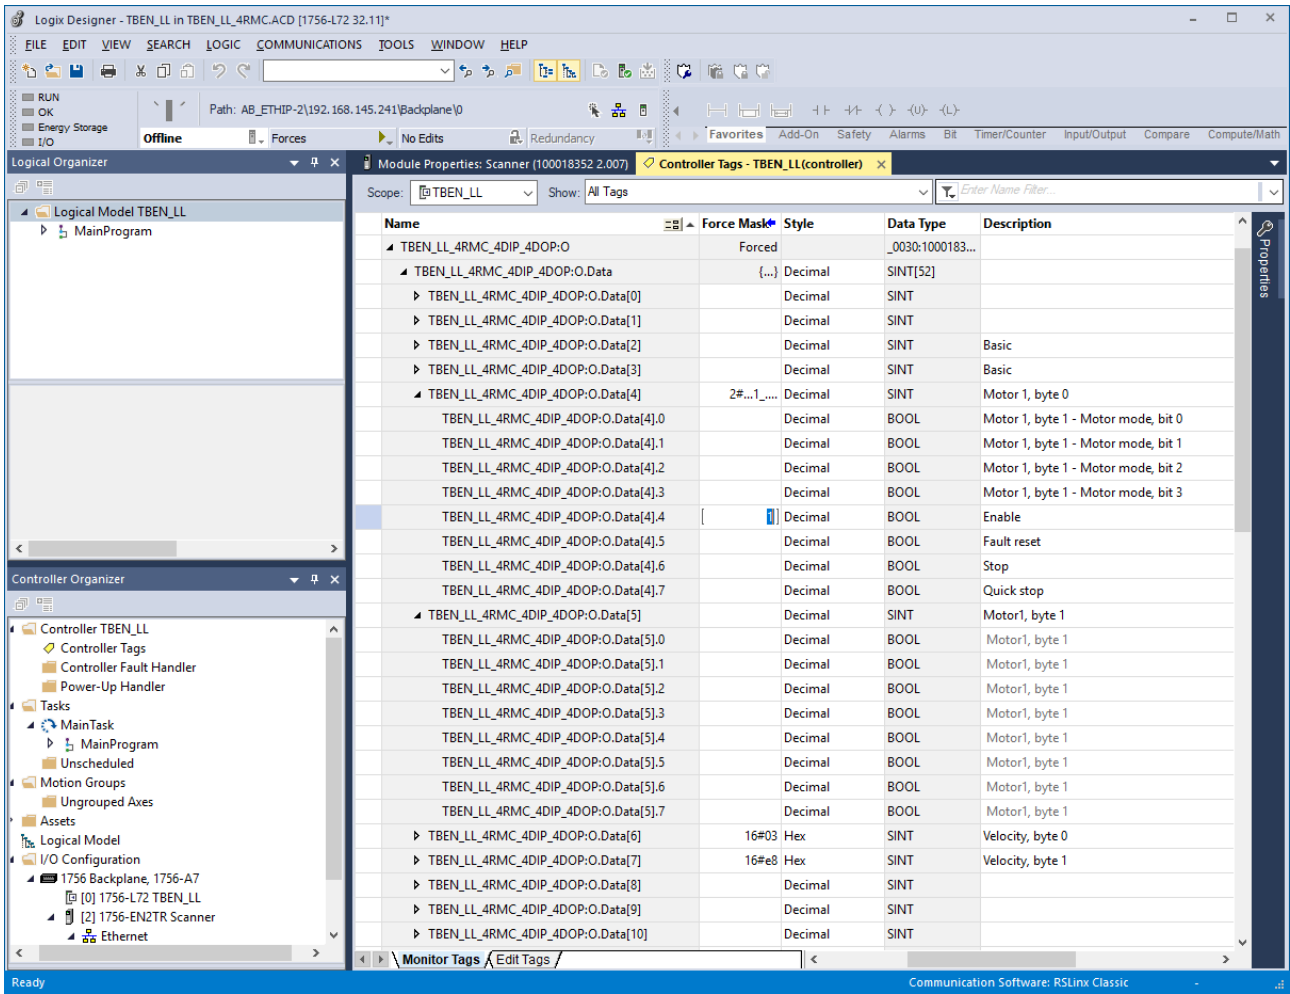 Logix Designer - TBEN_LL in TBEN_LL_4RMC.ACD [1756-L72 32.11]*
FILE EDIT VIEW SEARCH LOGIC COMMUNICATIONS TOOLS WINDOW HELP
RUN
OK
Energy Storage
I/O
Path: AB_ETHIP-2\192.168.145.241\Backplane\0
Offline Forces No Edits Redundancy
Favorites Add-On Safety Alarms Bit Timer/Counter Input/Output Compare Compute/Math
Logical Organizer
Logical Model TBEN_LL
MainProgram
Controller Organizer
Controller TBEN_LL
Controller Tags
Controller Fault Handler
Power-Up Handler
Tasks
MainTask
MainProgram
Unscheduled
Motion Groups
Ungrouped Axes
Assets
Logical Model
I/O Configuration
1756 Backplane, 1756-A7
[0] 1756-L72 TBEN_LL
[2] 1756-EN2TR Scanner
Ethernet
Module Properties: Scanner (100018352 2.007) Controller Tags - TBEN_LL(controller)
Scope: TBEN_LL Show: All Tags Enter Name Filter...
Name Force Mask Style Data Type Description
TBEN_LL_4RMC_4DIP_4DOP:O Forced _0030:1000183...
TBEN_LL_4RMC_4DIP_4DOP:O.Data {...} Decimal SINT[52]
TBEN_LL_4RMC_4DIP_4DOP:O.Data[0] Decimal SINT
TBEN_LL_4RMC_4DIP_4DOP:O.Data[1] Decimal SINT
TBEN_LL_4RMC_4DIP_4DOP:O.Data[2] Decimal SINT Basic
TBEN_LL_4RMC_4DIP_4DOP:O.Data[3] Decimal SINT Basic
TBEN_LL_4RMC_4DIP_4DOP:O.Data[4] 2#...1_.... Decimal SINT Motor 1, byte 0
TBEN_LL_4RMC_4DIP_4DOP:O.Data[4].0 Decimal BOOL Motor 1, byte 1 - Motor mode, bit 0
TBEN_LL_4RMC_4DIP_4DOP:O.Data[4].1 Decimal BOOL Motor 1, byte 1 - Motor mode, bit 1
TBEN_LL_4RMC_4DIP_4DOP:O.Data[4].2 Decimal BOOL Motor 1, byte 1 - Motor mode, bit 2
TBEN_LL_4RMC_4DIP_4DOP:O.Data[4].3 Decimal BOOL Motor 1, byte 1 - Motor mode, bit 3
TBEN_LL_4RMC_4DIP_4DOP:O.Data[4].4 1 Decimal BOOL Enable
TBEN_LL_4RMC_4DIP_4DOP:O.Data[4].5 Decimal BOOL Fault reset
TBEN_LL_4RMC_4DIP_4DOP:O.Data[4].6 Decimal BOOL Stop
TBEN_LL_4RMC_4DIP_4DOP:O.Data[4].7 Decimal BOOL Quick stop
TBEN_LL_4RMC_4DIP_4DOP:O.Data[5] Decimal SINT Motor1, byte 1
TBEN_LL_4RMC_4DIP_4DOP:O.Data[5].0 Decimal BOOL Motor1, byte 1
TBEN_LL_4RMC_4DIP_4DOP:O.Data[5].1 Decimal BOOL Motor1, byte 1
TBEN_LL_4RMC_4DIP_4DOP:O.Data[5].2 Decimal BOOL Motor1, byte 1
TBEN_LL_4RMC_4DIP_4DOP:O.Data[5].3 Decimal BOOL Motor1, byte 1
TBEN_LL_4RMC_4DIP_4DOP:O.Data[5].4 Decimal BOOL Motor1, byte 1
TBEN_LL_4RMC_4DIP_4DOP:O.Data[5].5 Decimal BOOL Motor1, byte 1
TBEN_LL_4RMC_4DIP_4DOP:O.Data[5].6 Decimal BOOL Motor1, byte 1
TBEN_LL_4RMC_4DIP_4DOP:O.Data[5].7 Decimal BOOL Motor1, byte 1
TBEN_LL_4RMC_4DIP_4DOP:O.Data[6] 16#03 Hex SINT Velocity, byte 0
TBEN_LL_4RMC_4DIP_4DOP:O.Data[7] 16#e8 Hex SINT Velocity, byte 1
TBEN_LL_4RMC_4DIP_4DOP:O.Data[8] Decimal SINT
TBEN_LL_4RMC_4DIP_4DOP:O.Data[9] Decimal SINT
TBEN_LL_4RMC_4DIP_4DOP:O.Data[10] Decimal SINT
Monitor Tags Edit Tags
Properties
Ready Communication Software: RSLinx Classic -